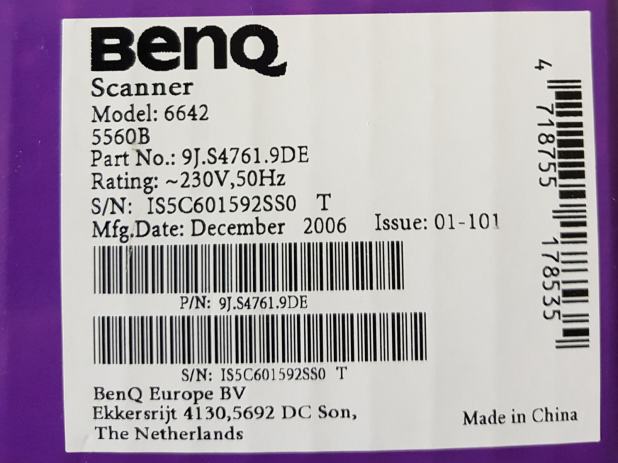 BenQ
Scanner
Model: 6642
5560B
Part No.: 9J.S4761.9DE
Rating: ~230V,50Hz
S/N: IS5C601592SS0 T
Mfg.Date: December 2006 Issue: 01-101
P/N: 9J.S4761.9DE
S/N: IS5C601592SS0 T
BenQ Europe BV
Ekkersrijt 4130,5692 DC Son,
The Netherlands
Made in China
4 718755 178535